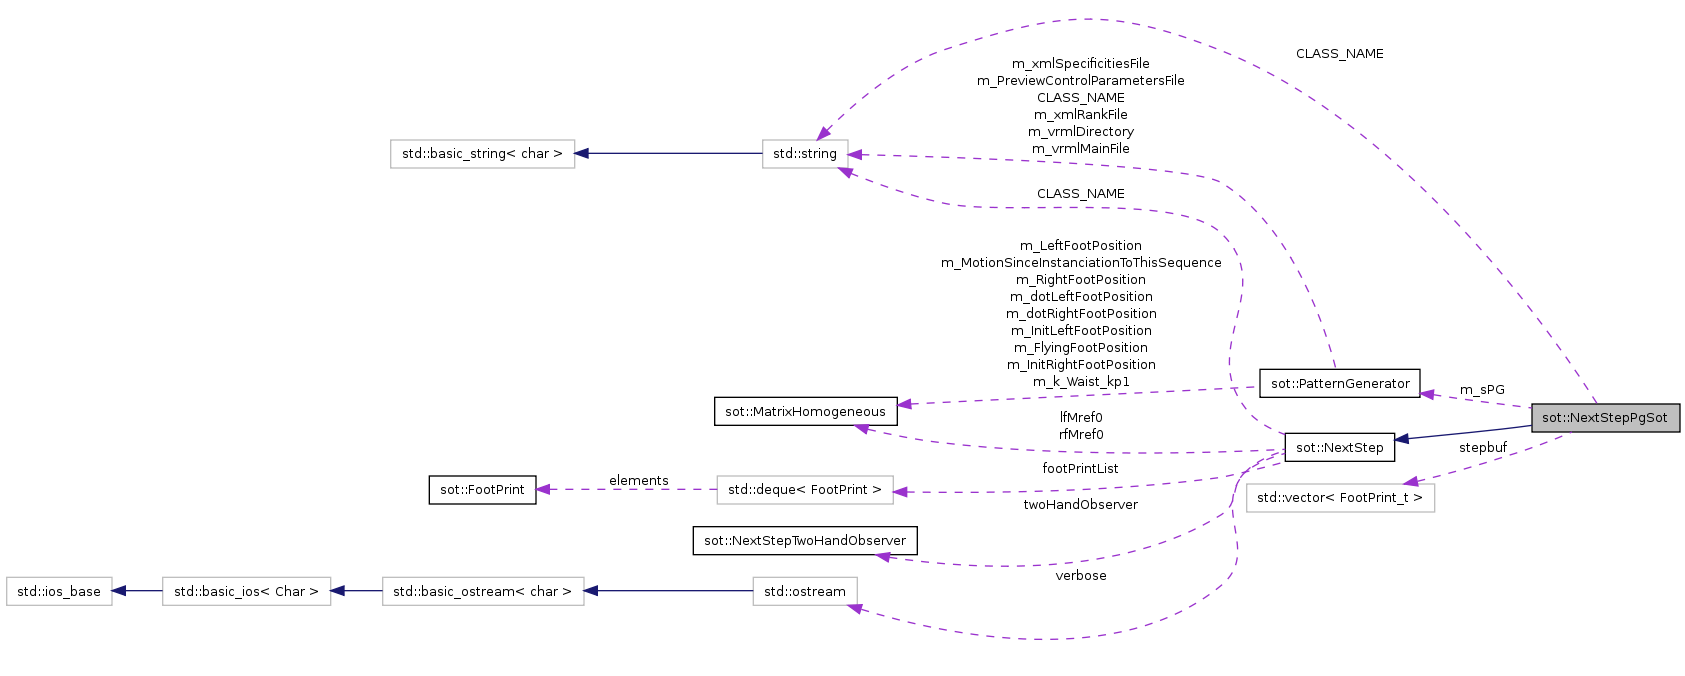 CLASS_NAME
m_xmlSpecificitiesFile
m_PreviewControlParametersFile
CLASS_NAME
m_xmlRankFile
m_vrmlDirectory
m_vrmlMainFile
std::basic_string< char >
std::string
CLASS_NAME
m_LeftFootPosition
m_MotionSinceInstanciationToThisSequence
m_RightFootPosition
m_dotLeftFootPosition
m_dotRightFootPosition
m_InitLeftFootPosition
m_FlyingFootPosition
m_InitRightFootPosition
m_k_Waist_kp1
sot::PatternGenerator
m_sPG
sot::MatrixHomogeneous
lfMref0
rfMref0
sot::NextStepPgSot
sot::NextStep
stepbuf
footPrintList
sot::FootPrint
elements
std::deque< FootPrint >
std::vector< FootPrint_t >
twoHandObserver
sot::NextStepTwoHandObserver
verbose
std::ios_base
std::basic_ios< Char >
std::basic_ostream< char >
std::ostream